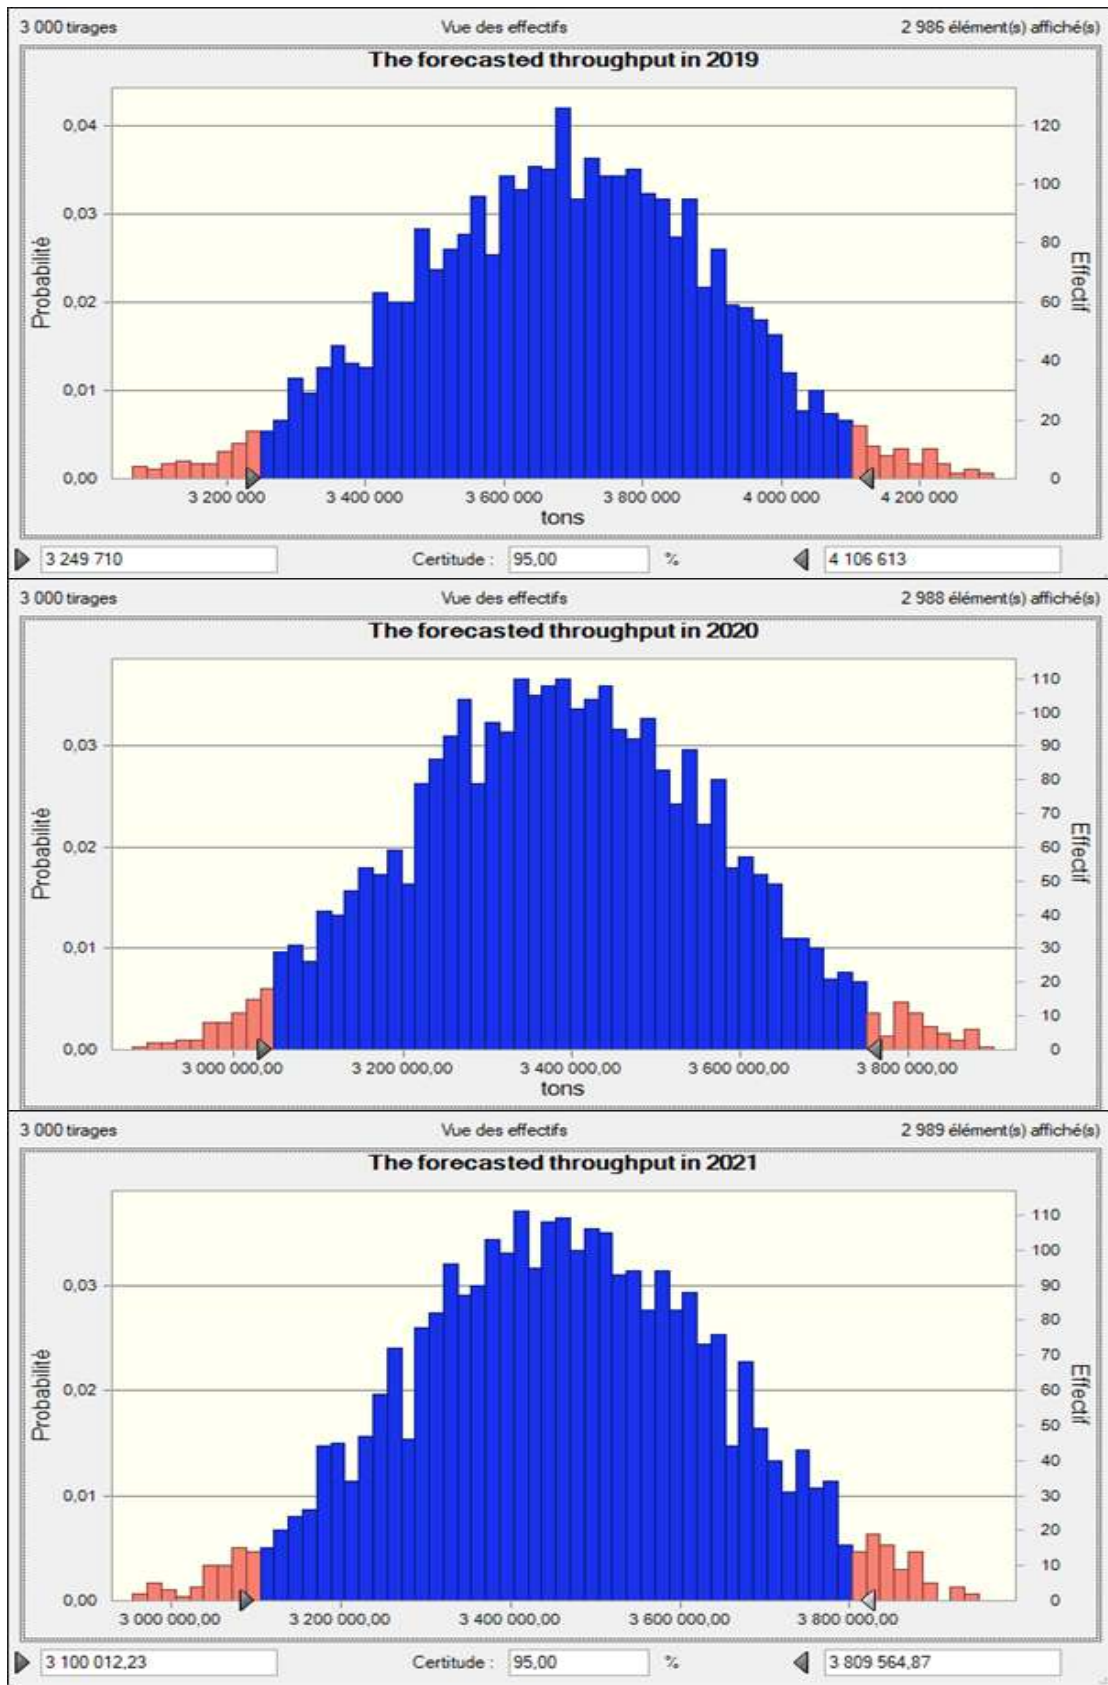 3 000 tirages Vue des effectifs 2 986 élément(s) affiché(s)
The forecasted throughput in 2019
0,04 120
100
0,03 80
0,02 60
40
0,01 20
0,00 0
Probabilité
Effectif
3 200 000 3 400 000 3 600 000 3 800 000 4 000 000 4 200 000
tons
3 249 710 Certitude : 95,00 % 4 106 613
3 000 tirages Vue des effectifs 2 988 élément(s) affiché(s)
The forecasted throughput in 2020
110
100
0,03 90
80
70
0,02 60
50
40
0,01 30
20
10
0,00 0
Probabilité
Effectif
3 000 000,00 3 200 000,00 3 400 000,00 3 600 000,00 3 800 000,00
tons
3 000 tirages Vue des effectifs 2 989 élément(s) affiché(s)
The forecasted throughput in 2021
110
100
0,03 90
80
70
0,02 60
50
40
0,01 30
20
10
0,00 0
Probabilité
Effectif
3 000 000,00 3 200 000,00 3 400 000,00 3 600 000,00 3 800 000,00
3 100 012,23 Certitude : 95,00 % 3 809 564,87